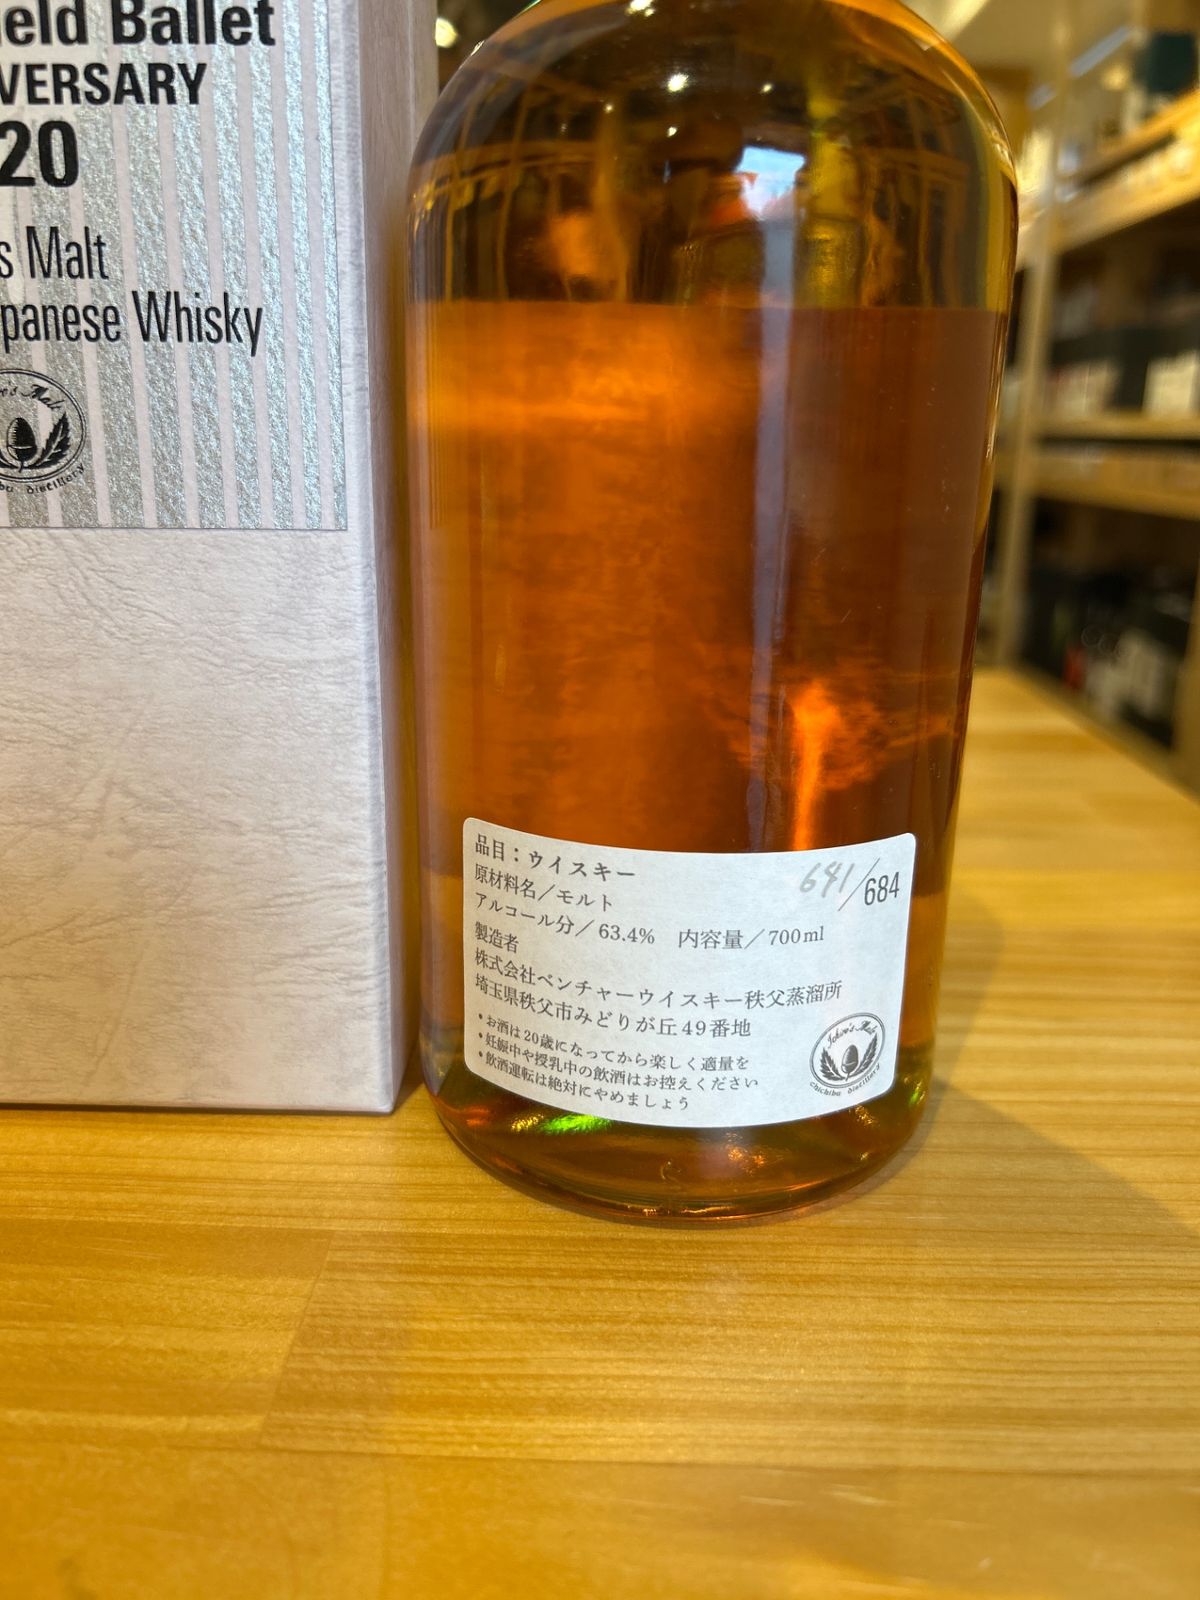 eld Ballet
VERSARY
20
s Malt
panese Whisky
distillery
品目：ウイスキー
641/684
原材料名／モルト
アルコール分／63.4% 内容量／700ml
製造者
株式会社ベンチャーウイスキー秩父蒸溜所
埼玉県秩父市みどりが丘49番地
•お酒は20歳になってから楽しく適量を
•妊娠中や授乳中の飲酒はお控えください
•飲酒運転は絶対にやめましょう
Ichiro's Malt
chichibu distillery